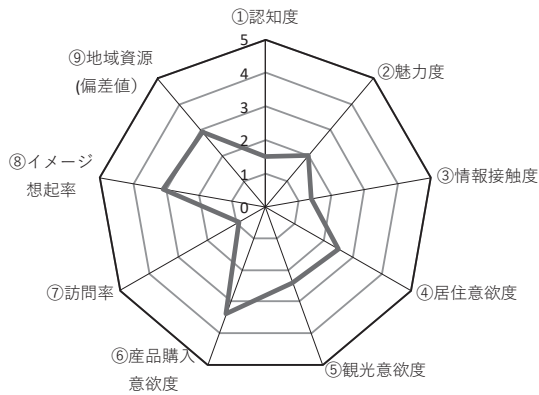 ①認知度
②魅力度
③情報接触度
④居住意欲度
⑤観光意欲度
⑥産品購入
意欲度
⑦訪問率
⑧イメージ
想起率
⑨地域資源
(偏差値）
5
4
3
2
1
0